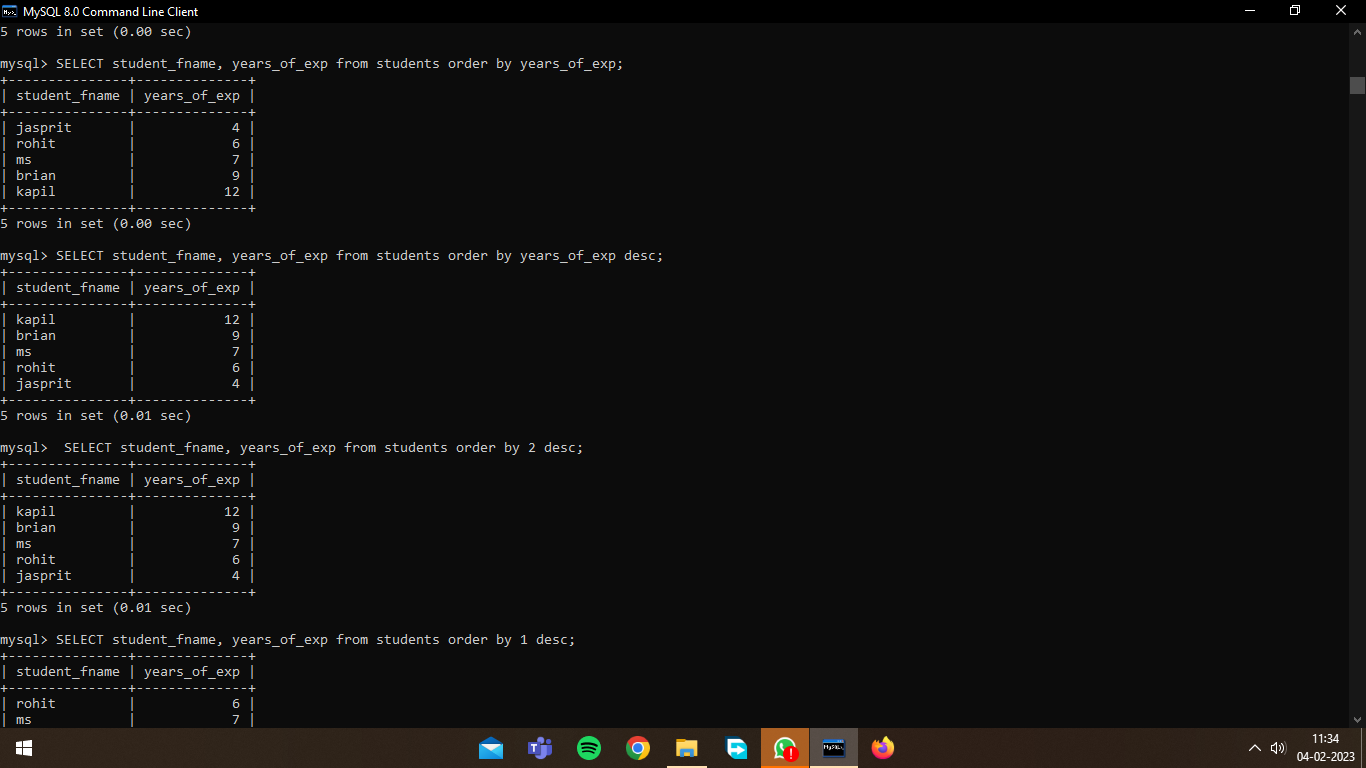 MySQL 8.0 Command Line Client
5 rows in set (0.00 sec)
mysql> SELECT student_fname, years_of_exp from students order by years_of_exp;
+---------------+--------------+
| student_fname | years_of_exp |
+---------------+--------------+
| jasprit       |            4 |
| rohit         |            6 |
| ms            |            7 |
| brian         |            9 |
| kapil         |           12 |
+---------------+--------------+
5 rows in set (0.00 sec)
mysql> SELECT student_fname, years_of_exp from students order by years_of_exp desc;
+---------------+--------------+
| student_fname | years_of_exp |
+---------------+--------------+
| kapil         |           12 |
| brian         |            9 |
| ms            |            7 |
| rohit         |            6 |
| jasprit       |            4 |
+---------------+--------------+
5 rows in set (0.01 sec)
mysql>  SELECT student_fname, years_of_exp from students order by 2 desc;
+---------------+--------------+
| student_fname | years_of_exp |
+---------------+--------------+
| kapil         |           12 |
| brian         |            9 |
| ms            |            7 |
| rohit         |            6 |
| jasprit       |            4 |
+---------------+--------------+
5 rows in set (0.01 sec)
mysql> SELECT student_fname, years_of_exp from students order by 1 desc;
+---------------+--------------+
| student_fname | years_of_exp |
+---------------+--------------+
| rohit         |            6 |
| ms            |            7 |
11:34
04-02-2023